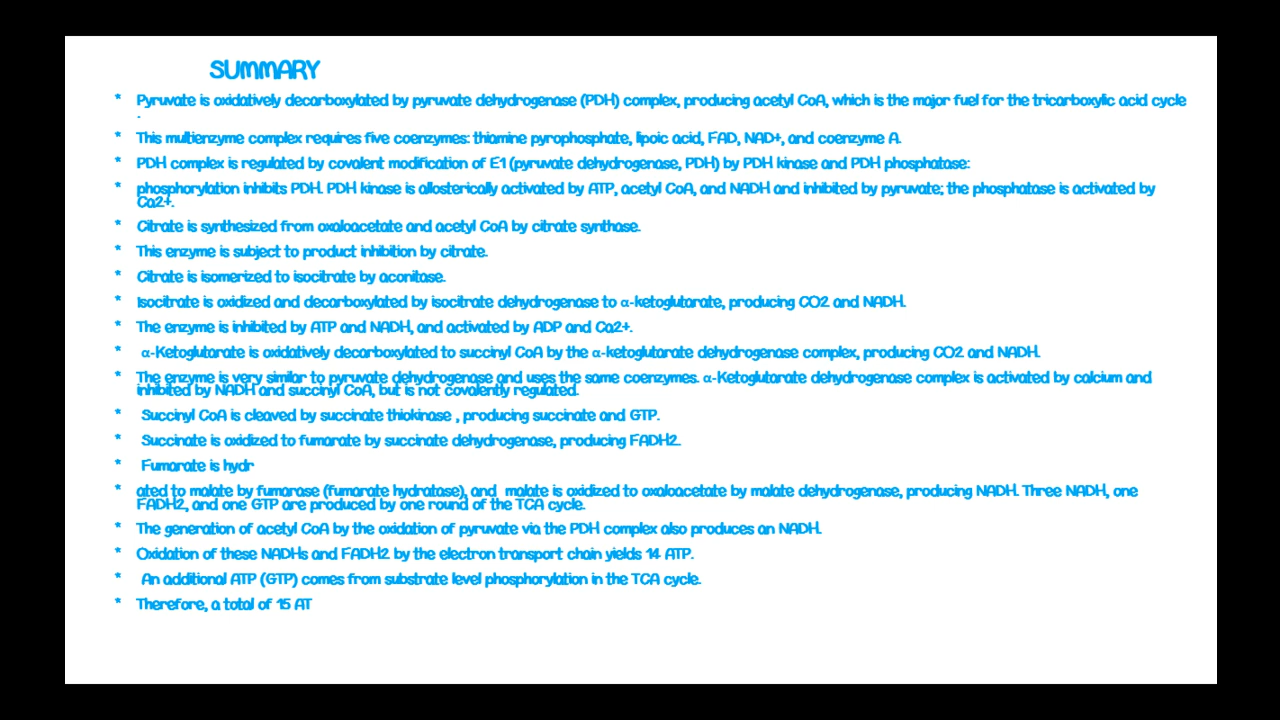 SUMMARY
* Pyruvate is oxidatively decarboxylated by pyruvate dehydrogenase (PDH) complex, producing acetyl CoA, which is the major fuel for the tricarboxylic acid cycle
.
* This multienzyme complex requires five coenzymes: thiamine pyrophosphate, lipoic acid, FAD, NAD+, and coenzyme A.
* PDH complex is regulated by covalent modification of E1 (pyruvate dehydrogenase, PDH) by PDH kinase and PDH phosphatase:
* phosphorylation inhibits PDH. PDH kinase is allosterically activated by ATP, acetyl CoA, and NADH and inhibited by pyruvate; the phosphatase is activated by
Ca2+.
* Citrate is synthesized from oxaloacetate and acetyl CoA by citrate synthase.
* This enzyme is subject to product inhibition by citrate.
* Citrate is isomerized to isocitrate by aconitase.
* Isocitrate is oxidized and decarboxylated by isocitrate dehydrogenase to α-ketoglutarate, producing CO2 and NADH.
* The enzyme is inhibited by ATP and NADH, and activated by ADP and Ca2+.
* α-Ketoglutarate is oxidatively decarboxylated to succinyl CoA by the α-ketoglutarate dehydrogenase complex, producing CO2 and NADH.
* The enzyme is very similar to pyruvate dehydrogenase and uses the same coenzymes. α-Ketoglutarate dehydrogenase complex is activated by calcium and
inhibited by NADH and succinyl CoA, but is not covalently regulated.
* Succinyl CoA is cleaved by succinate thiokinase , producing succinate and GTP.
* Succinate is oxidized to fumarate by succinate dehydrogenase, producing FADH2.
* Fumarate is hydr
* ated to malate by fumarase (fumarate hydratase), and malate is oxidized to oxaloacetate by malate dehydrogenase, producing NADH. Three NADH, one
FADH2, and one GTP are produced by one round of the TCA cycle.
* The generation of acetyl CoA by the oxidation of pyruvate via the PDH complex also produces an NADH.
* Oxidation of these NADHs and FADH2 by the electron transport chain yields 14 ATP.
* An additional ATP (GTP) comes from substrate level phosphorylation in the TCA cycle.
* Therefore, a total of 15 AT